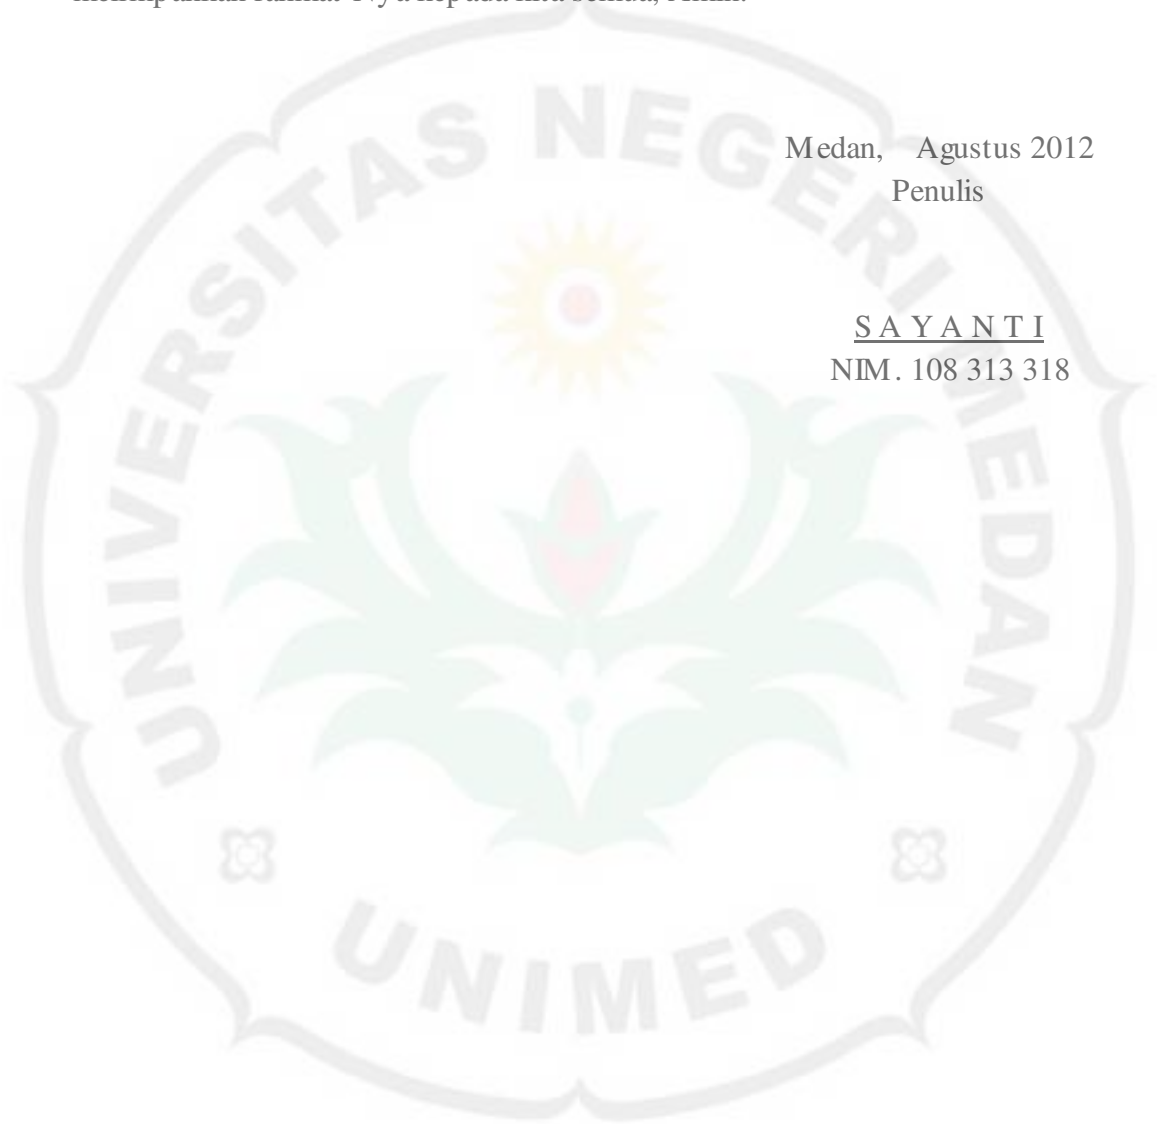 melimpahkan rahmat-Nya kepada kita semua, Amin.
Medan, Agustus 2012
Penulis
S A Y A N T I
NIM. 108 313 318
UNIVERSITAS NEGERI MEDAN
UNIMED